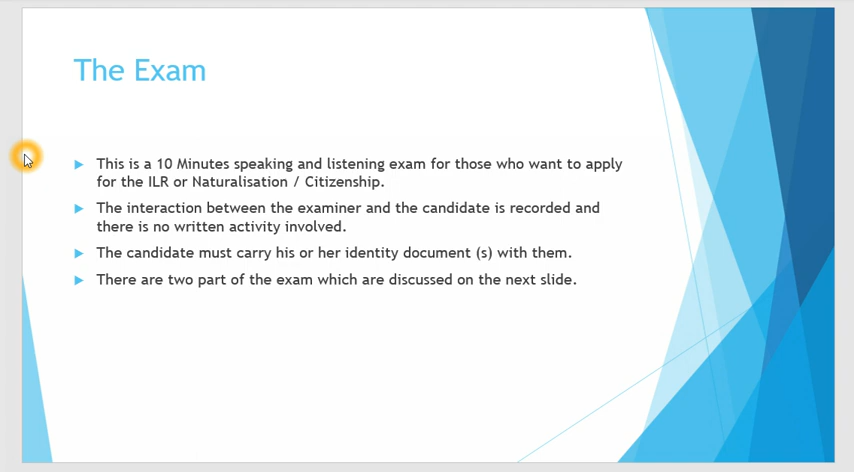 The Exam
This is a 10 Minutes speaking and listening exam for those who want to apply
for the ILR or Naturalisation / Citizenship.
The interaction between the examiner and the candidate is recorded and
there is no written activity involved.
The candidate must carry his or her identity document (s) with them.
There are two part of the exam which are discussed on the next slide.